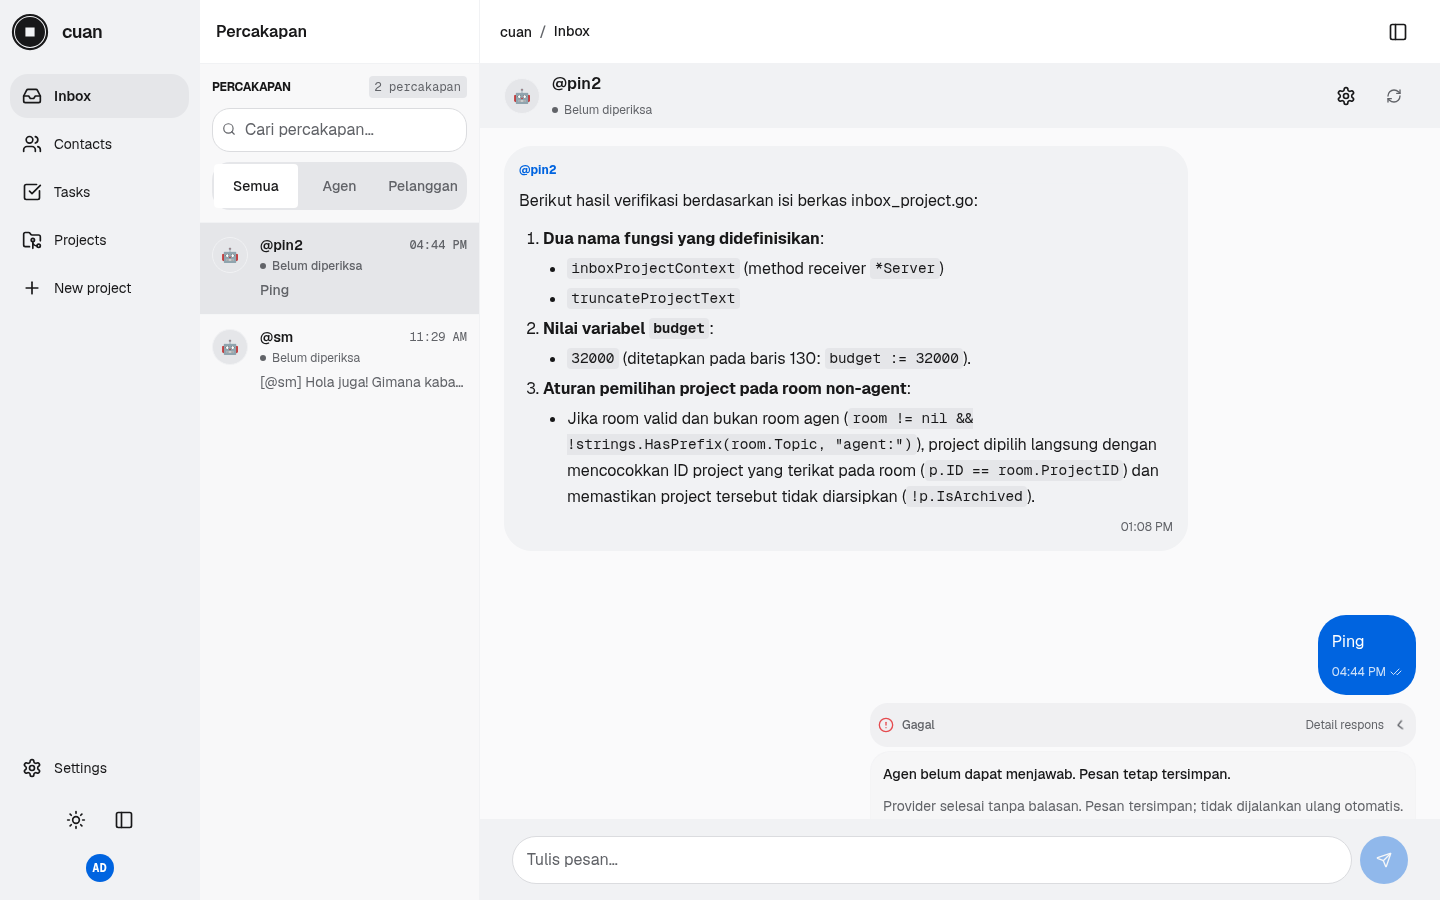 cuan
Inbox
Contacts
Tasks
Projects
New project
Settings
AD
Percakapan
PERCAKAPAN
2 percakapan
Cari percakapan...
Semua
Agen
Pelanggan
@pin2
04:44 PM
Belum diperiksa
Ping
@sm
11:29 AM
Belum diperiksa
[@sm] Hola juga! Gimana kaba...
cuan / Inbox
@pin2
Belum diperiksa
@pin2
Berikut hasil verifikasi berdasarkan isi berkas inbox_project.go:
1. Dua nama fungsi yang didefinisikan:
• inboxProjectContext (method receiver *Server)
• truncateProjectText
2. Nilai variabel budget:
• 32000 (ditetapkan pada baris 130: budget := 32000).
3. Aturan pemilihan project pada room non-agent:
• Jika room valid dan bukan room agen (room != nil &&
!strings.HasPrefix(room.Topic, "agent:")), project dipilih langsung dengan
mencocokkan ID project yang terikat pada room (p.ID == room.ProjectID) dan
memastikan project tersebut tidak diarsipkan (!p.IsArchived).
01:08 PM
Ping
04:44 PM
Gagal
Detail respons
Agen belum dapat menjawab. Pesan tetap tersimpan.
Provider selesai tanpa balasan. Pesan tersimpan; tidak dijalankan ulang otomatis.
Tulis pesan...